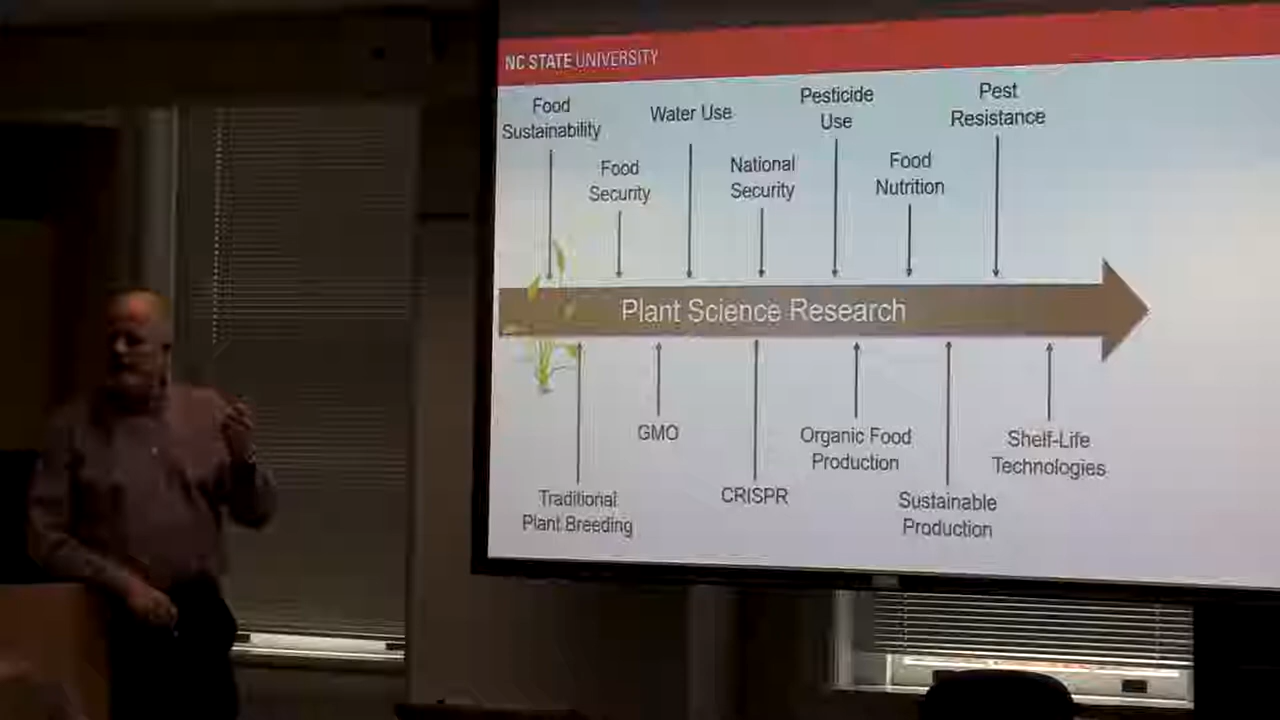 NC STATE UNIVERSITY
Food
Sustainability
Food
Security
Water Use
National
Security
Pesticide
Use
Food
Nutrition
Pest
Resistance
Plant Science Research
Traditional
Plant Breeding
GMO
CRISPR
Organic Food
Production
Sustainable
Production
Shelf-Life
Technologies